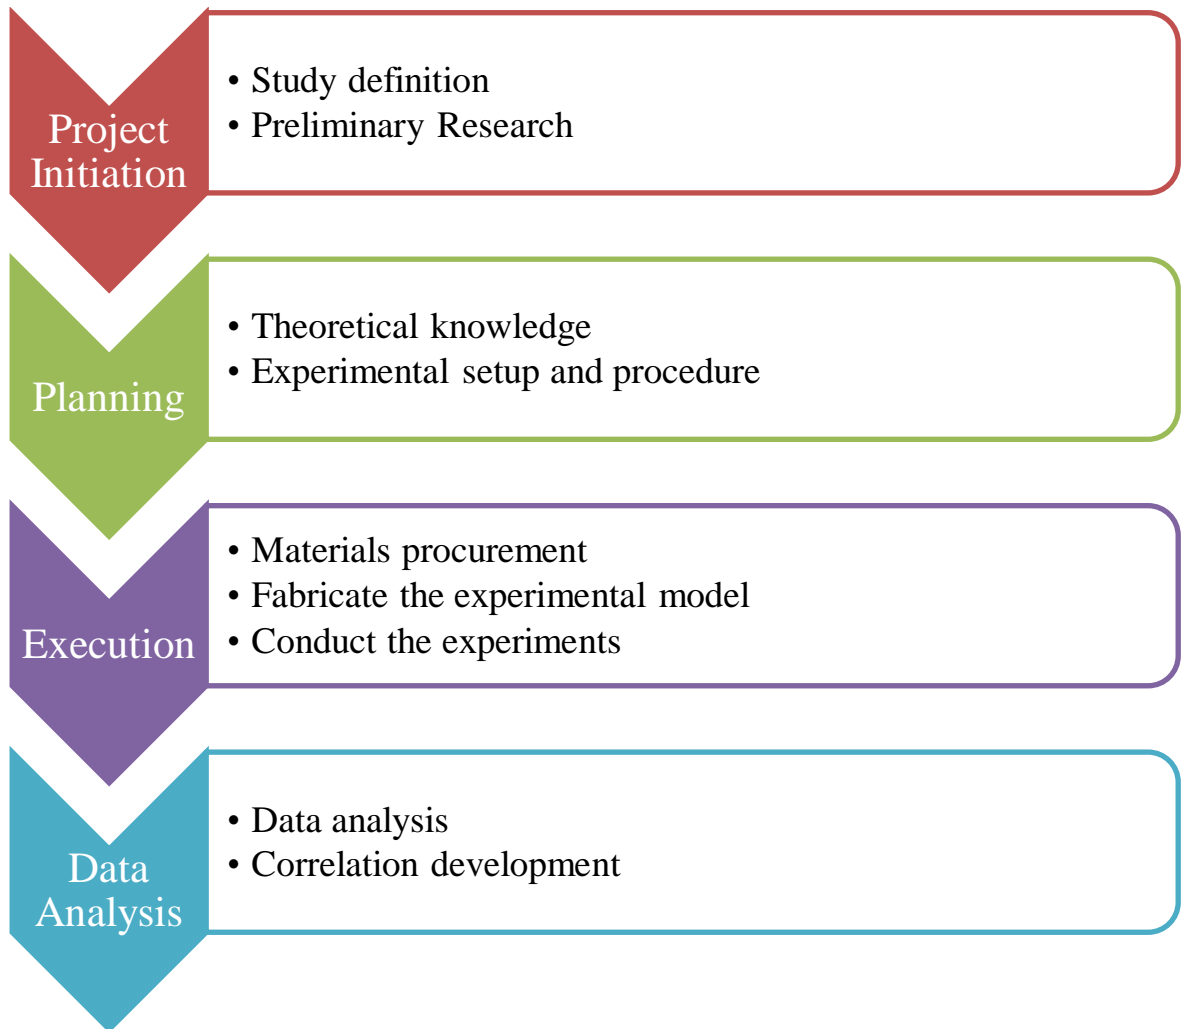 Project
Initiation
• Study definition
• Preliminary Research
Planning
• Theoretical knowledge
• Experimental setup and procedure
Execution
• Materials procurement
• Fabricate the experimental model
• Conduct the experiments
Data
Analysis
• Data analysis
• Correlation development